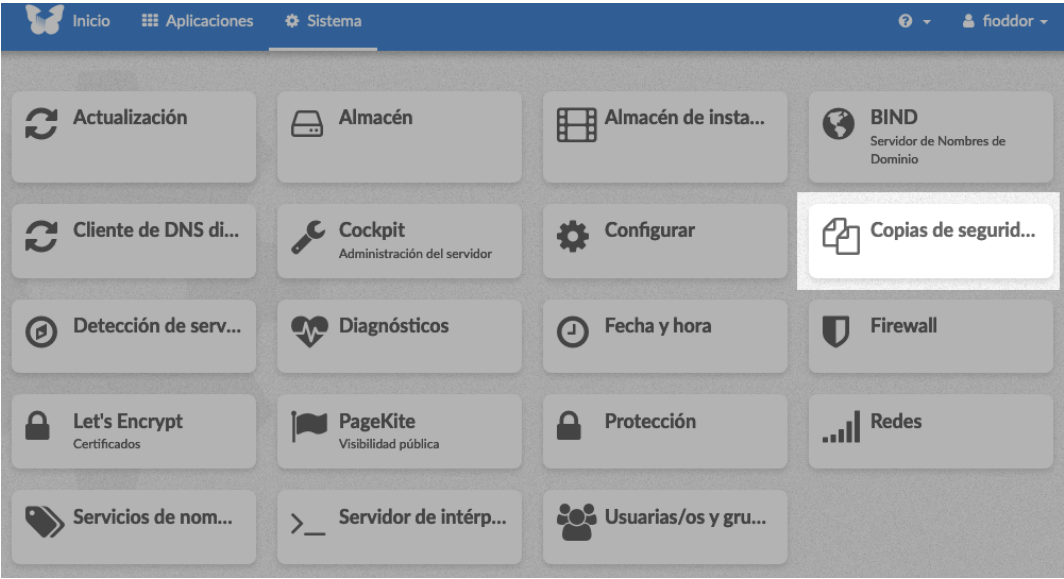 Inicio
Aplicaciones
Sistema
fioddor
Actualización
Almacén
Almacén de insta...
BIND
Servidor de Nombres de
Dominio
Cliente de DNS di...
Cockpit
Administración del servidor
Configurar
Copias de segurid...
Detección de serv...
Diagnósticos
Fecha y hora
Firewall
Let's Encrypt
Certificados
PageKite
Visibilidad pública
Protección
Redes
Servicios de nom...
Servidor de intérp...
Usuarias/os y gru...